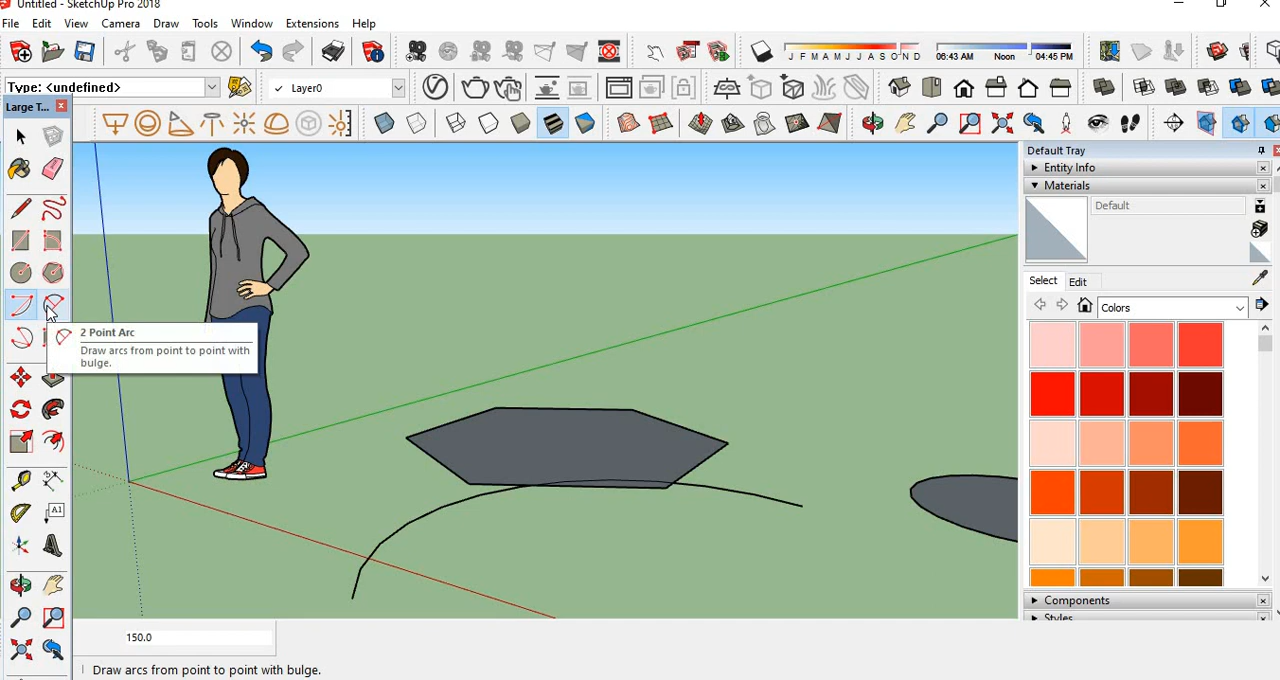 Untitled - SketchUp Pro 2018
File Edit View Camera Draw Tools Window Extensions Help
J F M A M J J A S O N D
06:43 AM Noon 04:45 PM
Type: <undefined>
Layer0
Large T...
Default Tray
Entity Info
Materials
Default
Select Edit
Colors
2 Point Arc
Draw arcs from point to point with
bulge.
A1
Components
Styles
150.0
Draw arcs from point to point with bulge.